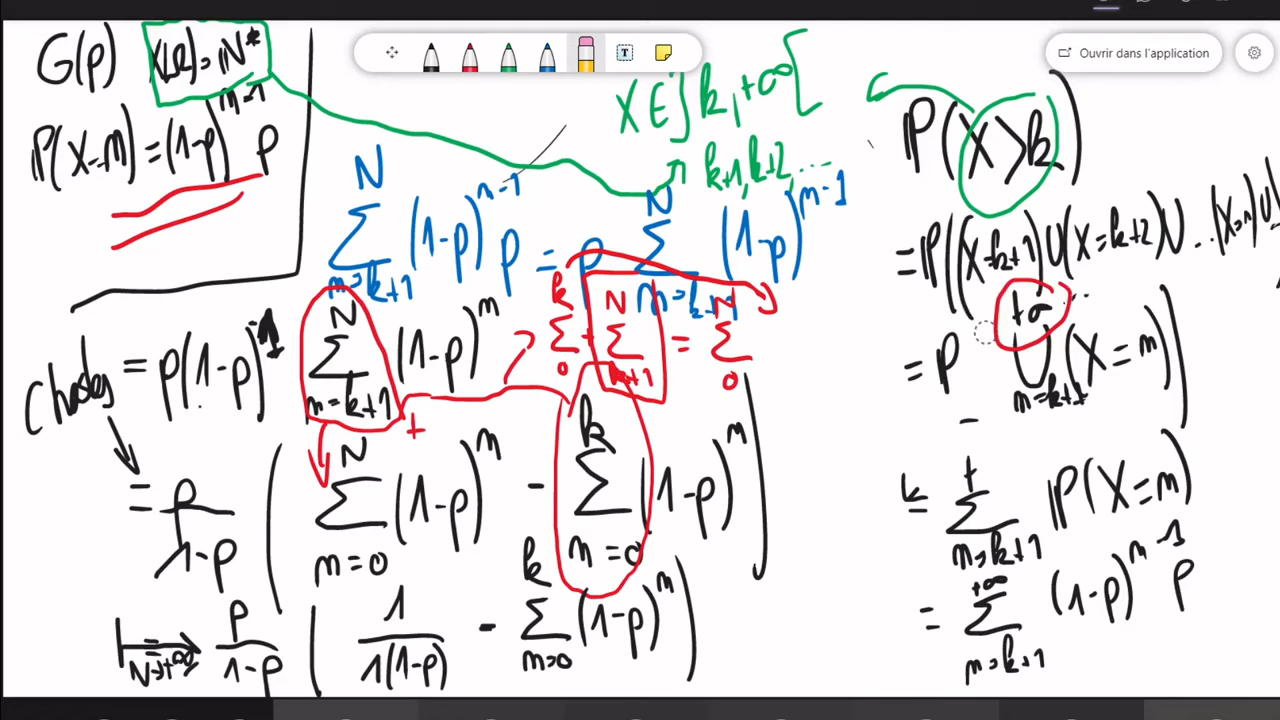 G(p) X(Ω)=ℕ*
P(X=n)=(1-p)^{n-1} p
Ouvrir dans l'application
X∈]k,+∞[
k+1, k+2, ...
∑_{n=k+1}^{N} (1-p)^{n-1} p = p ∑_{n=k+1}^{N} (1-p)^{n-1}
= p(1-p)^{-1} ∑_{n=k+1}^{N} (1-p)^n
∑_{0}^{k} + ∑_{k+1}^{N} = ∑_{0}^{N}
+
= p/(1-p) ( ∑_{n=0}^{N} (1-p)^n - ∑_{n=0}^{k} (1-p)^n )
N→+∞ p/(1-p) ( 1/(1(1-p)) - ∑_{n=0}^{k} (1-p)^n )
P(X>k)
=P((X=k+1)∪(X=k+2)∪...(X=n)∪
...
= P ⋃_{n=k+1}^{+∞} (X=n))
∑_{n=k+1}^{+} P(X=n)
= ∑_{n=k+1}^{+∞} (1-p)^{n-1} p